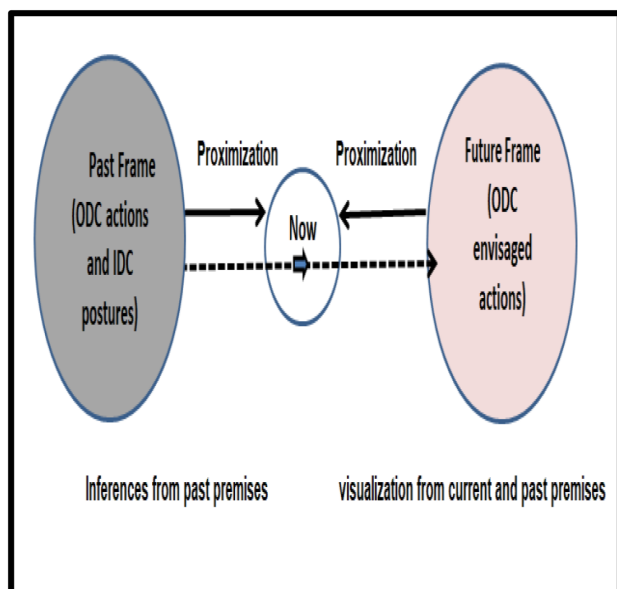 Past Frame
(ODC actions
and IDC
postures)
Proximization
Now
Proximization
Future Frame
(ODC
envisaged
actions)
Inferences from past premises
visualization from current and past premises